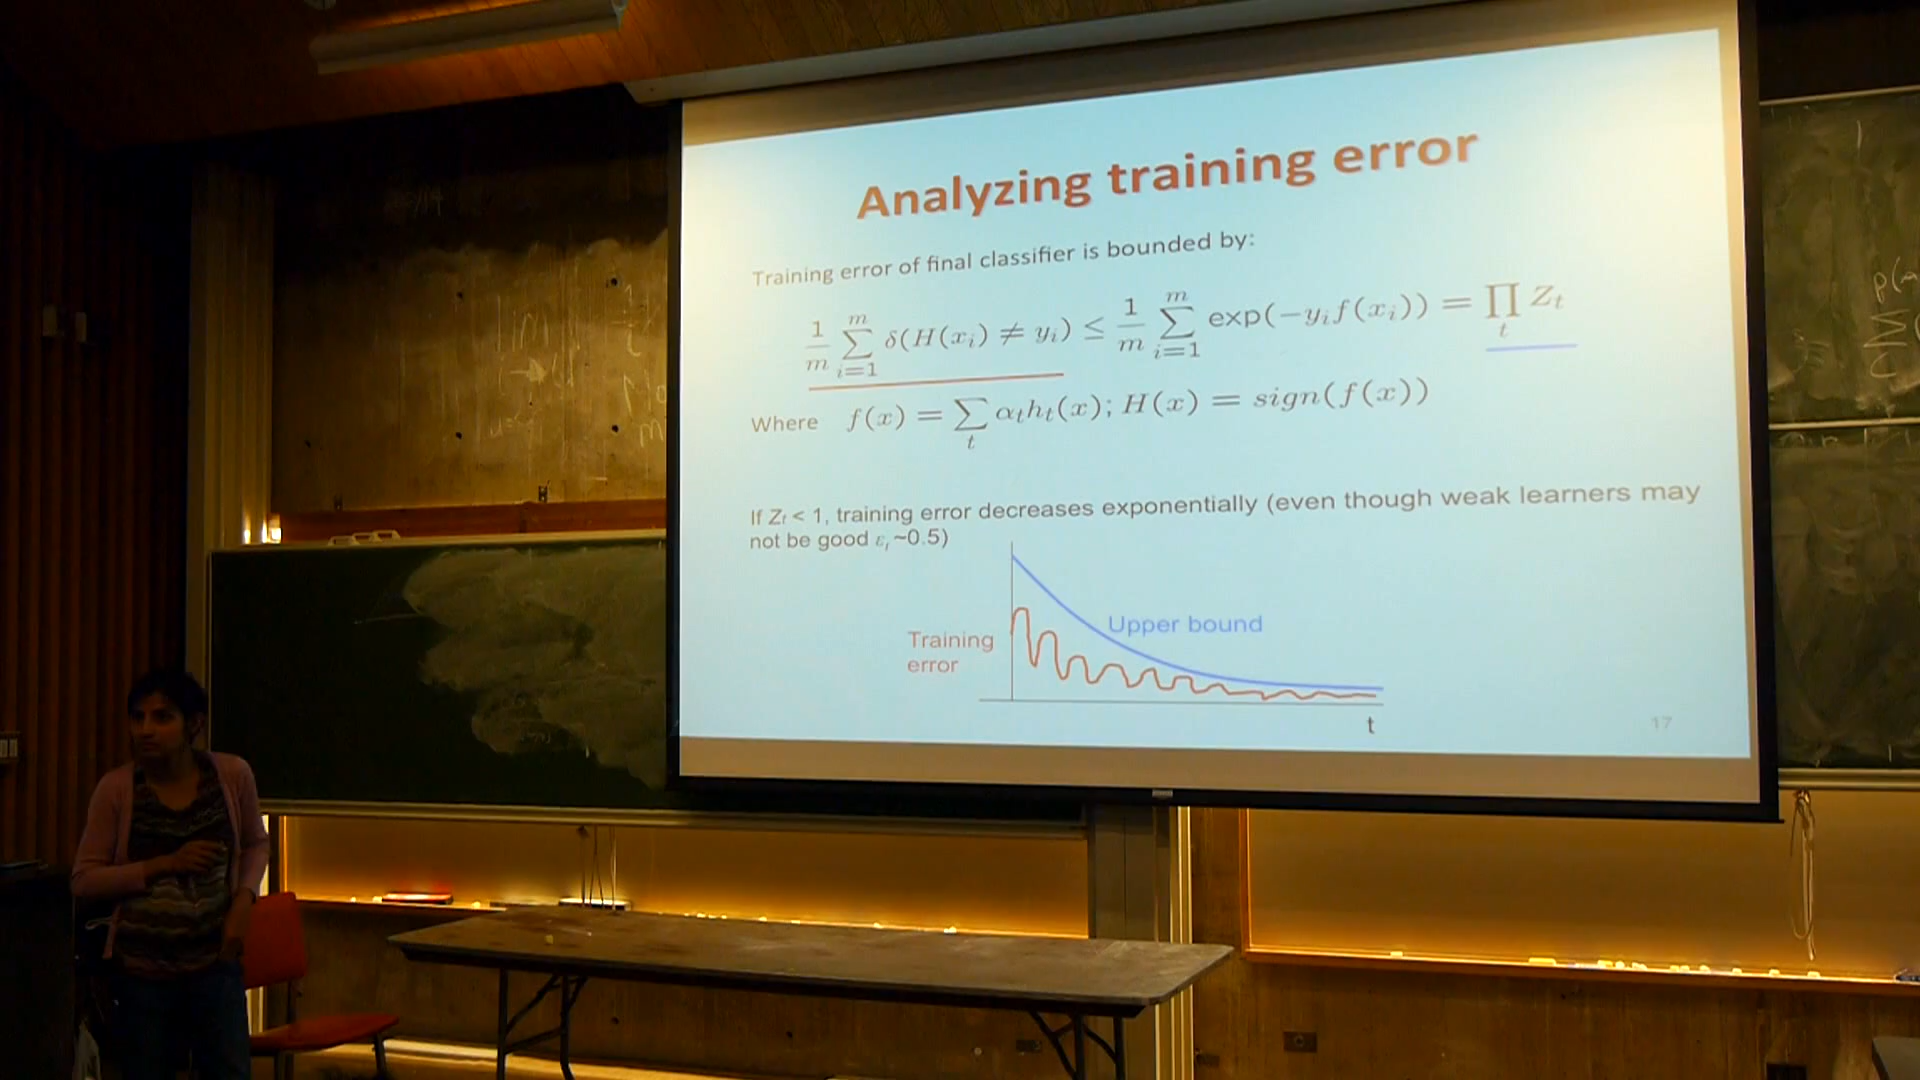 Analyzing training error
Training error of final classifier is bounded by:
1/m ∑_{i=1}^{m} δ(H(x_i) ≠ y_i) ≤ 1/m ∑_{i=1}^{m} exp(−y_i f(x_i)) = ∏_t Z_t
Where f(x) = ∑_t α_t h_t(x); H(x) = sign(f(x))
If Z_t < 1, training error decreases exponentially (even though weak learners may
not be good ε_t ~0.5)
Upper bound
Training
error
t
17